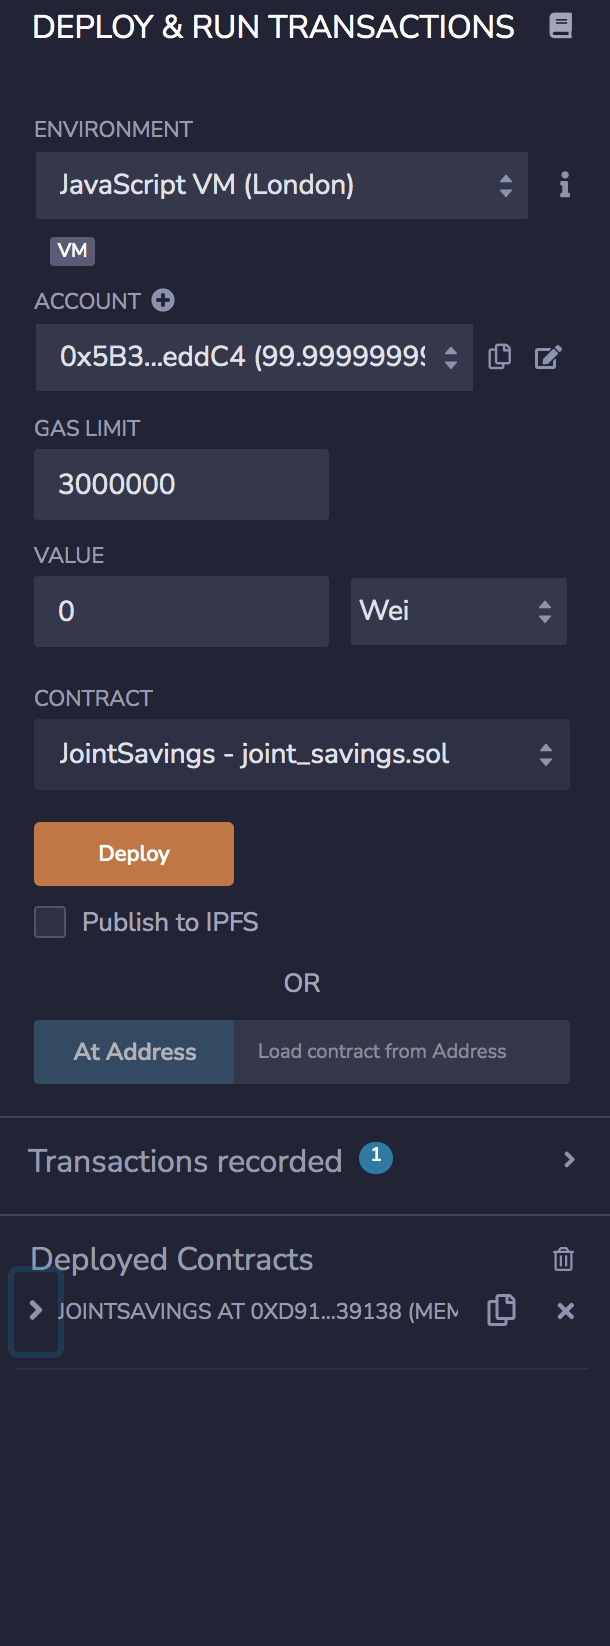 DEPLOY & RUN TRANSACTIONS
ENVIRONMENT
JavaScript VM (London)
VM
ACCOUNT
0x5B3...eddC4 (99.99999999
GAS LIMIT
3000000
VALUE
0
Wei
CONTRACT
JointSavings - joint_savings.sol
Deploy
Publish to IPFS
OR
At Address
Load contract from Address
Transactions recorded 1
Deployed Contracts
JOINTSAVINGS AT 0XD91...39138 (MEM